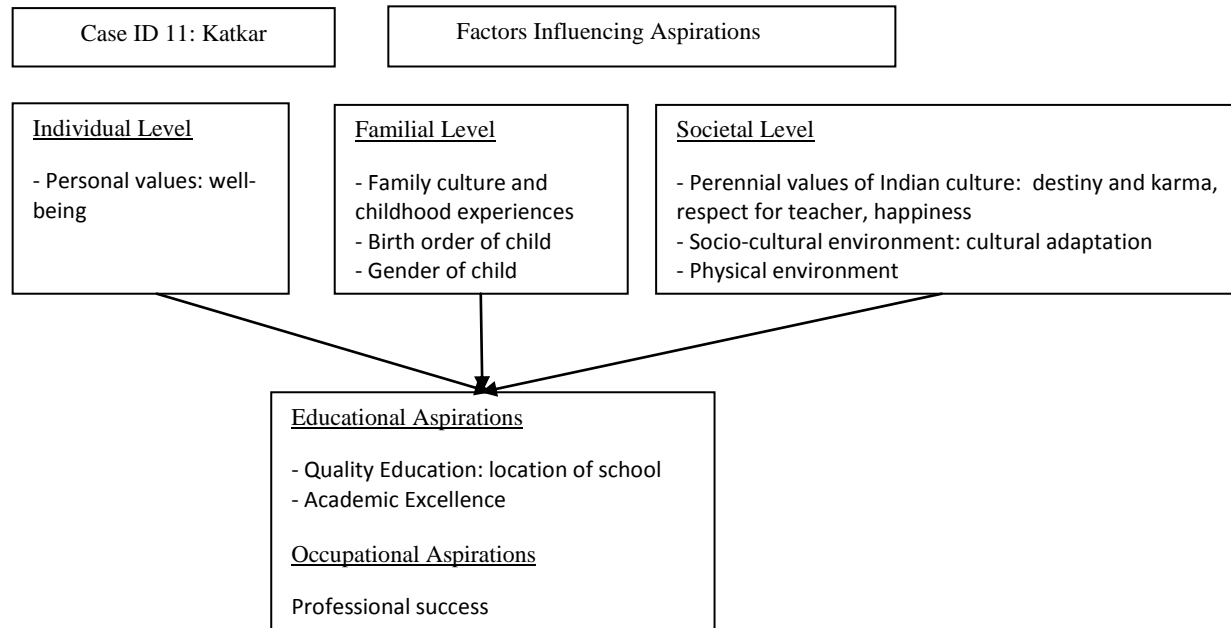 Case ID 11: Katkar
Factors Influencing Aspirations
Individual Level
- Personal values: well-
being
Familial Level
- Family culture and
childhood experiences
- Birth order of child
- Gender of child
Societal Level
- Perennial values of Indian culture:  destiny and karma,
respect for teacher, happiness
- Socio-cultural environment: cultural adaptation
- Physical environment
Educational Aspirations
- Quality Education: location of school
- Academic Excellence
Occupational Aspirations
Professional success